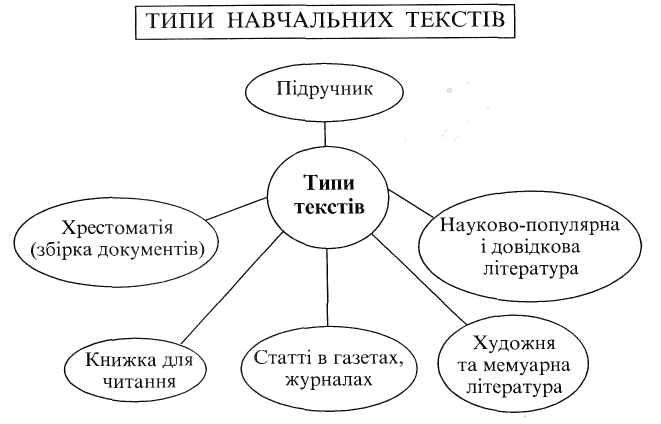 ТИПИ НАВЧАЛЬНИХ ТЕКСТІВ
Підручник
Типи
текстів
Хрестоматія
(збірка документів)
Науково-популярна
і довідкова
література
Книжка для
читання
Статті в газетах,
журналах
Художня
та мемуарна
література